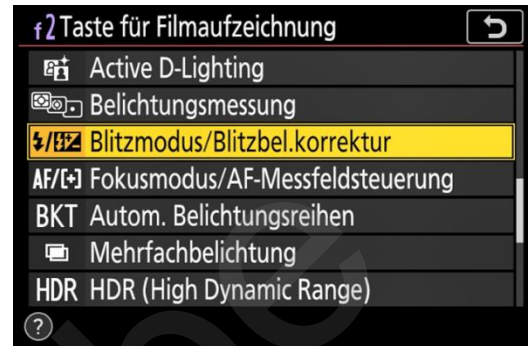 f2 Taste für Filmaufzeichnung
Active D-Lighting
Belichtungsmessung
Blitzmodus/Blitzbel.korrektur
AF/[+] Fokusmodus/AF-Messfeldsteuerung
BKT Autom. Belichtungsreihen
Mehrfachbelichtung
HDR HDR (High Dynamic Range)
?